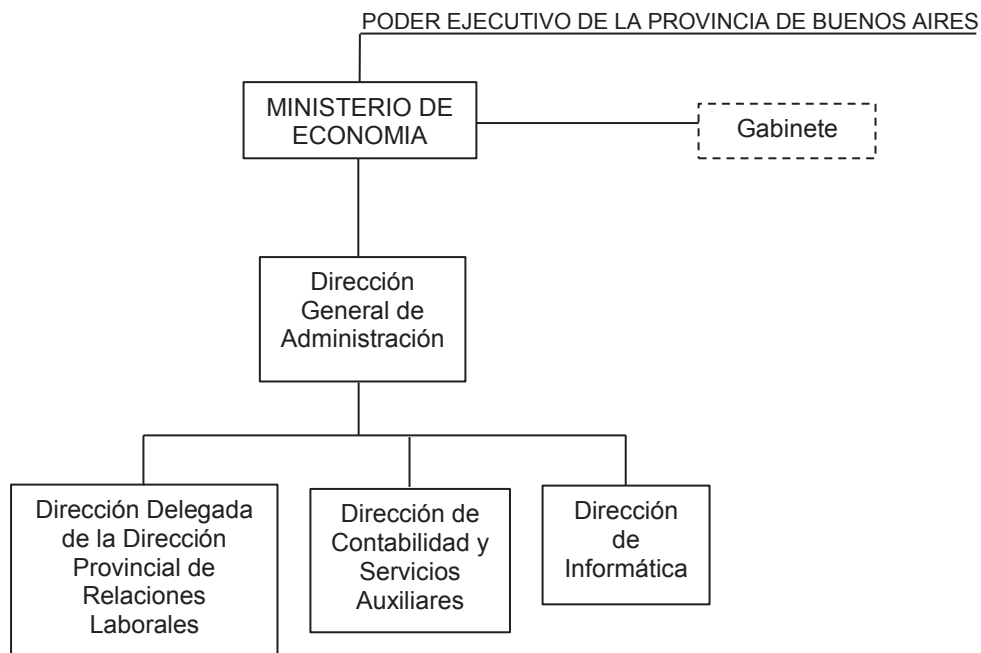 PODER EJECUTIVO DE LA PROVINCIA DE BUENOS AIRES
MINISTERIO DE
ECONOMIA
Gabinete
Dirección
General de
Administración
Dirección Delegada
de la Dirección
Provincial de
Relaciones
Laborales
Dirección de
Contabilidad y
Servicios
Auxiliares
Dirección
de
Informática